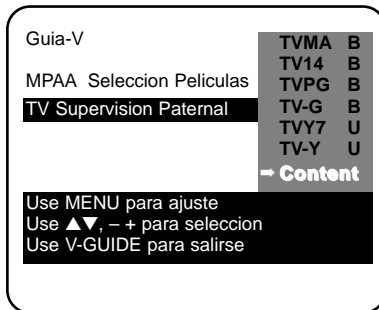 Guia-V
MPAA Seleccion Peliculas
TV Supervision Paternal
TVMA B
TV14 B
TVPG B
TV-G B
TVY7 U
TV-Y U
➡ Content
Use MENU para ajuste
Use ▲▼, – + para seleccion
Use V-GUIDE para salirse